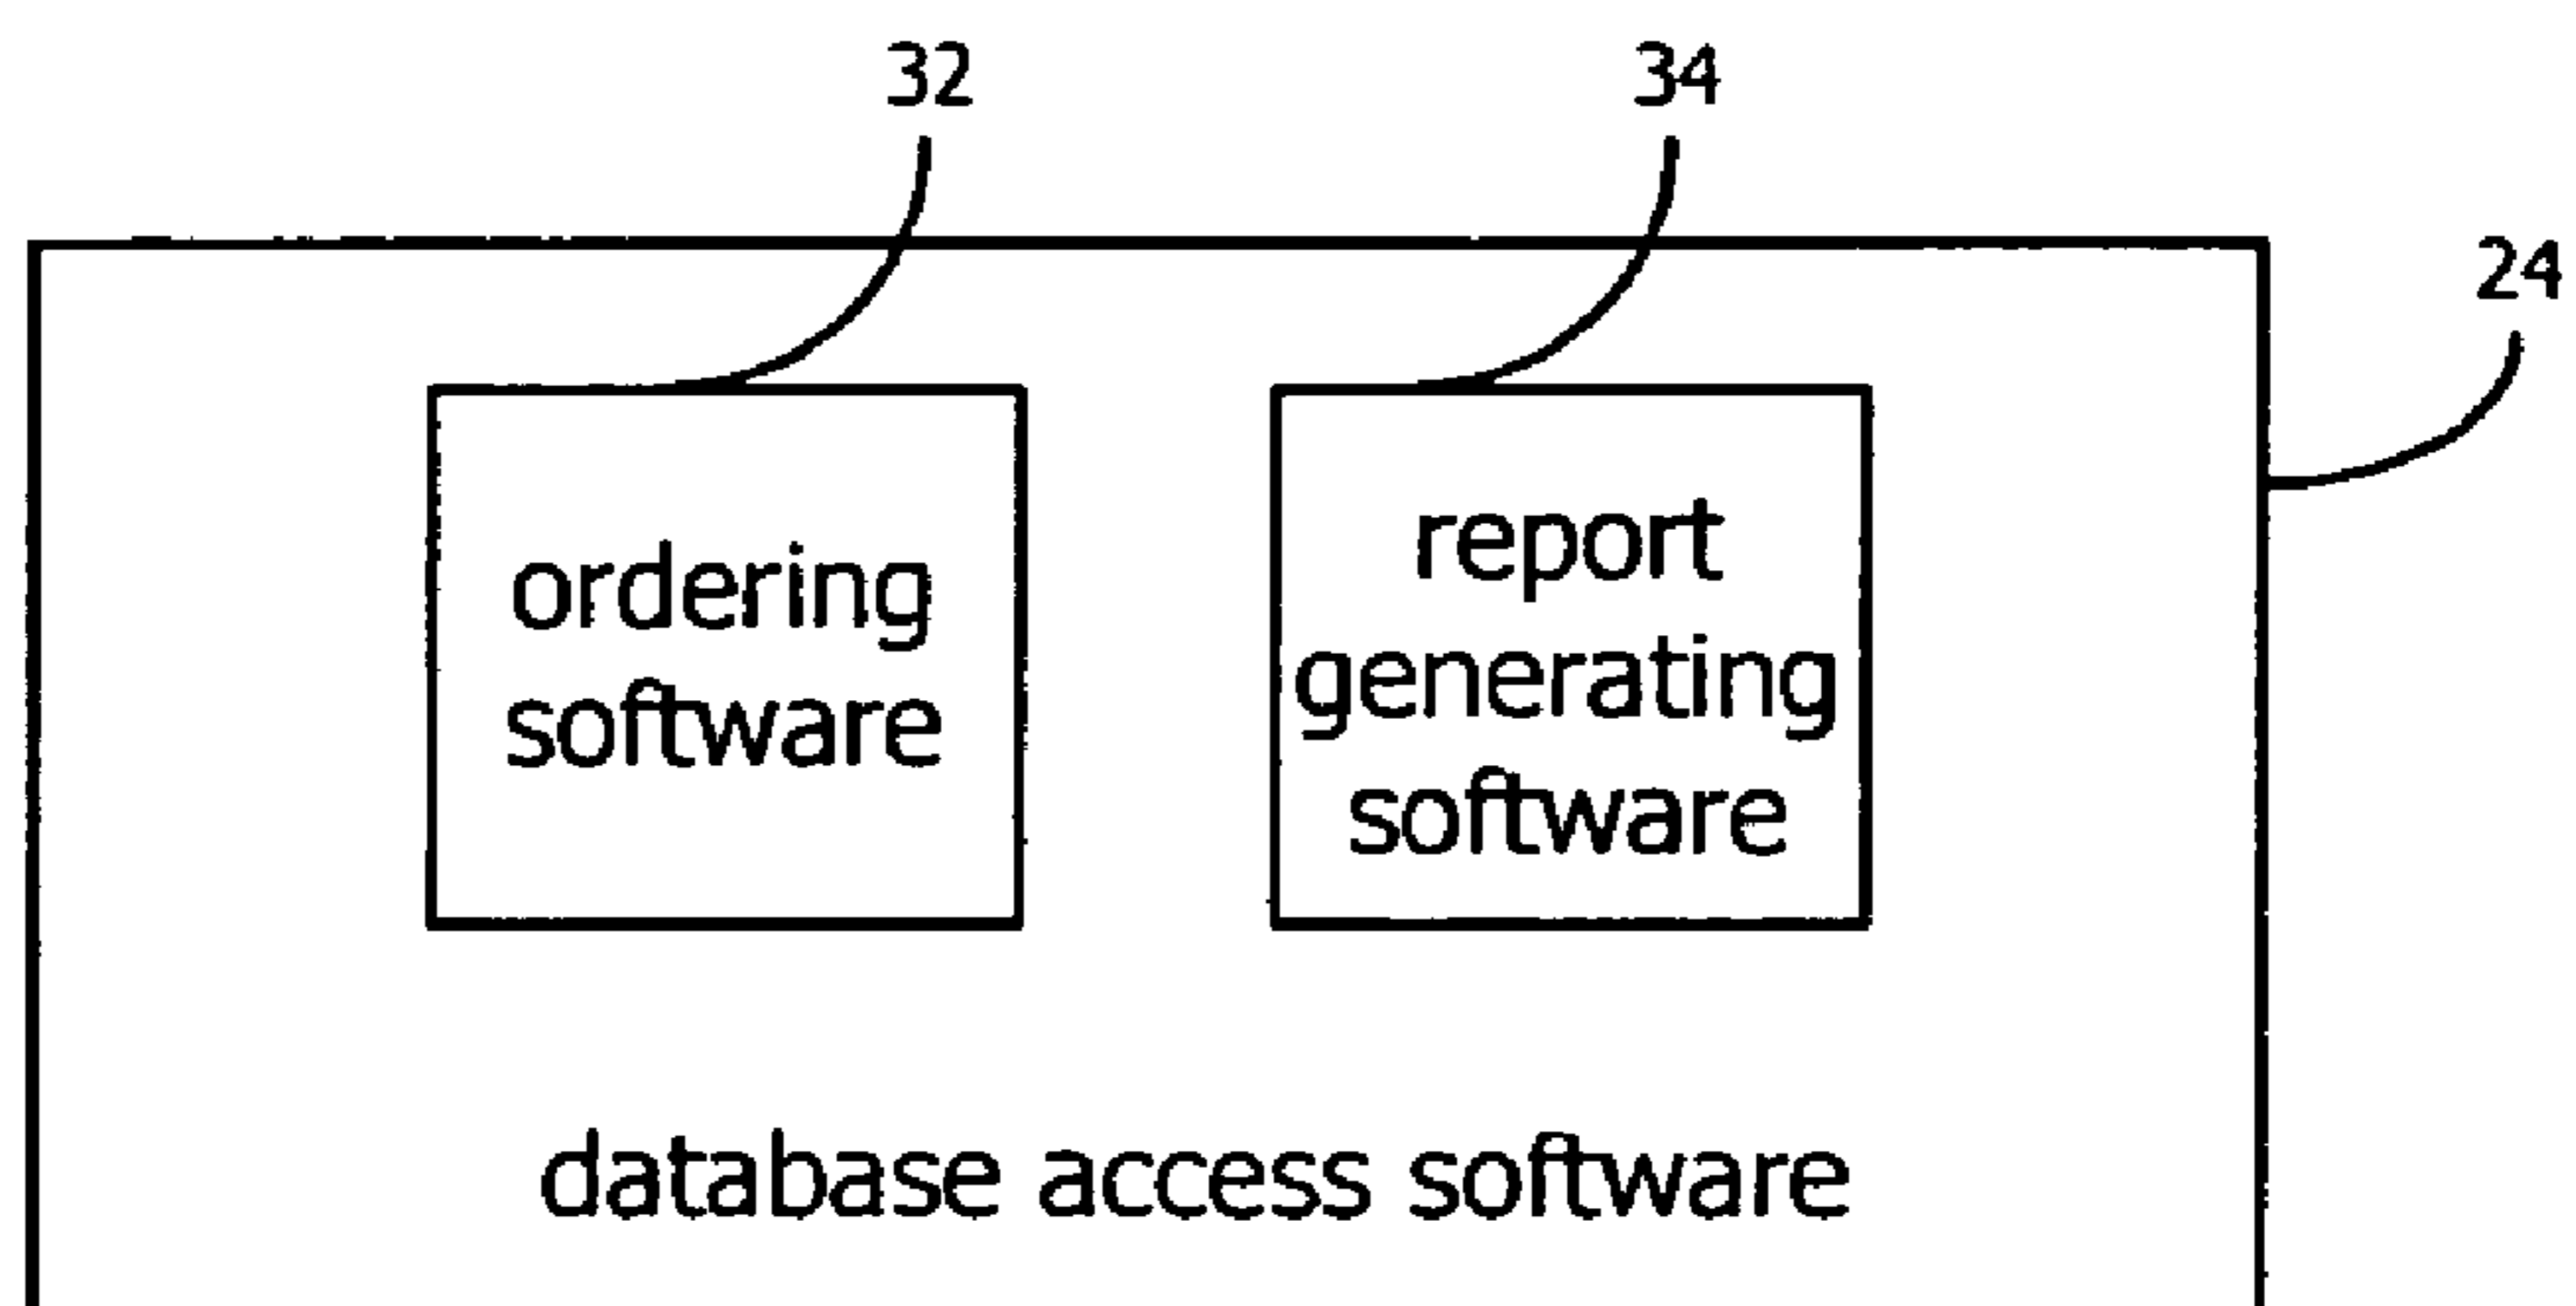 32
34
24
ordering
software
report
generating
software
database access software